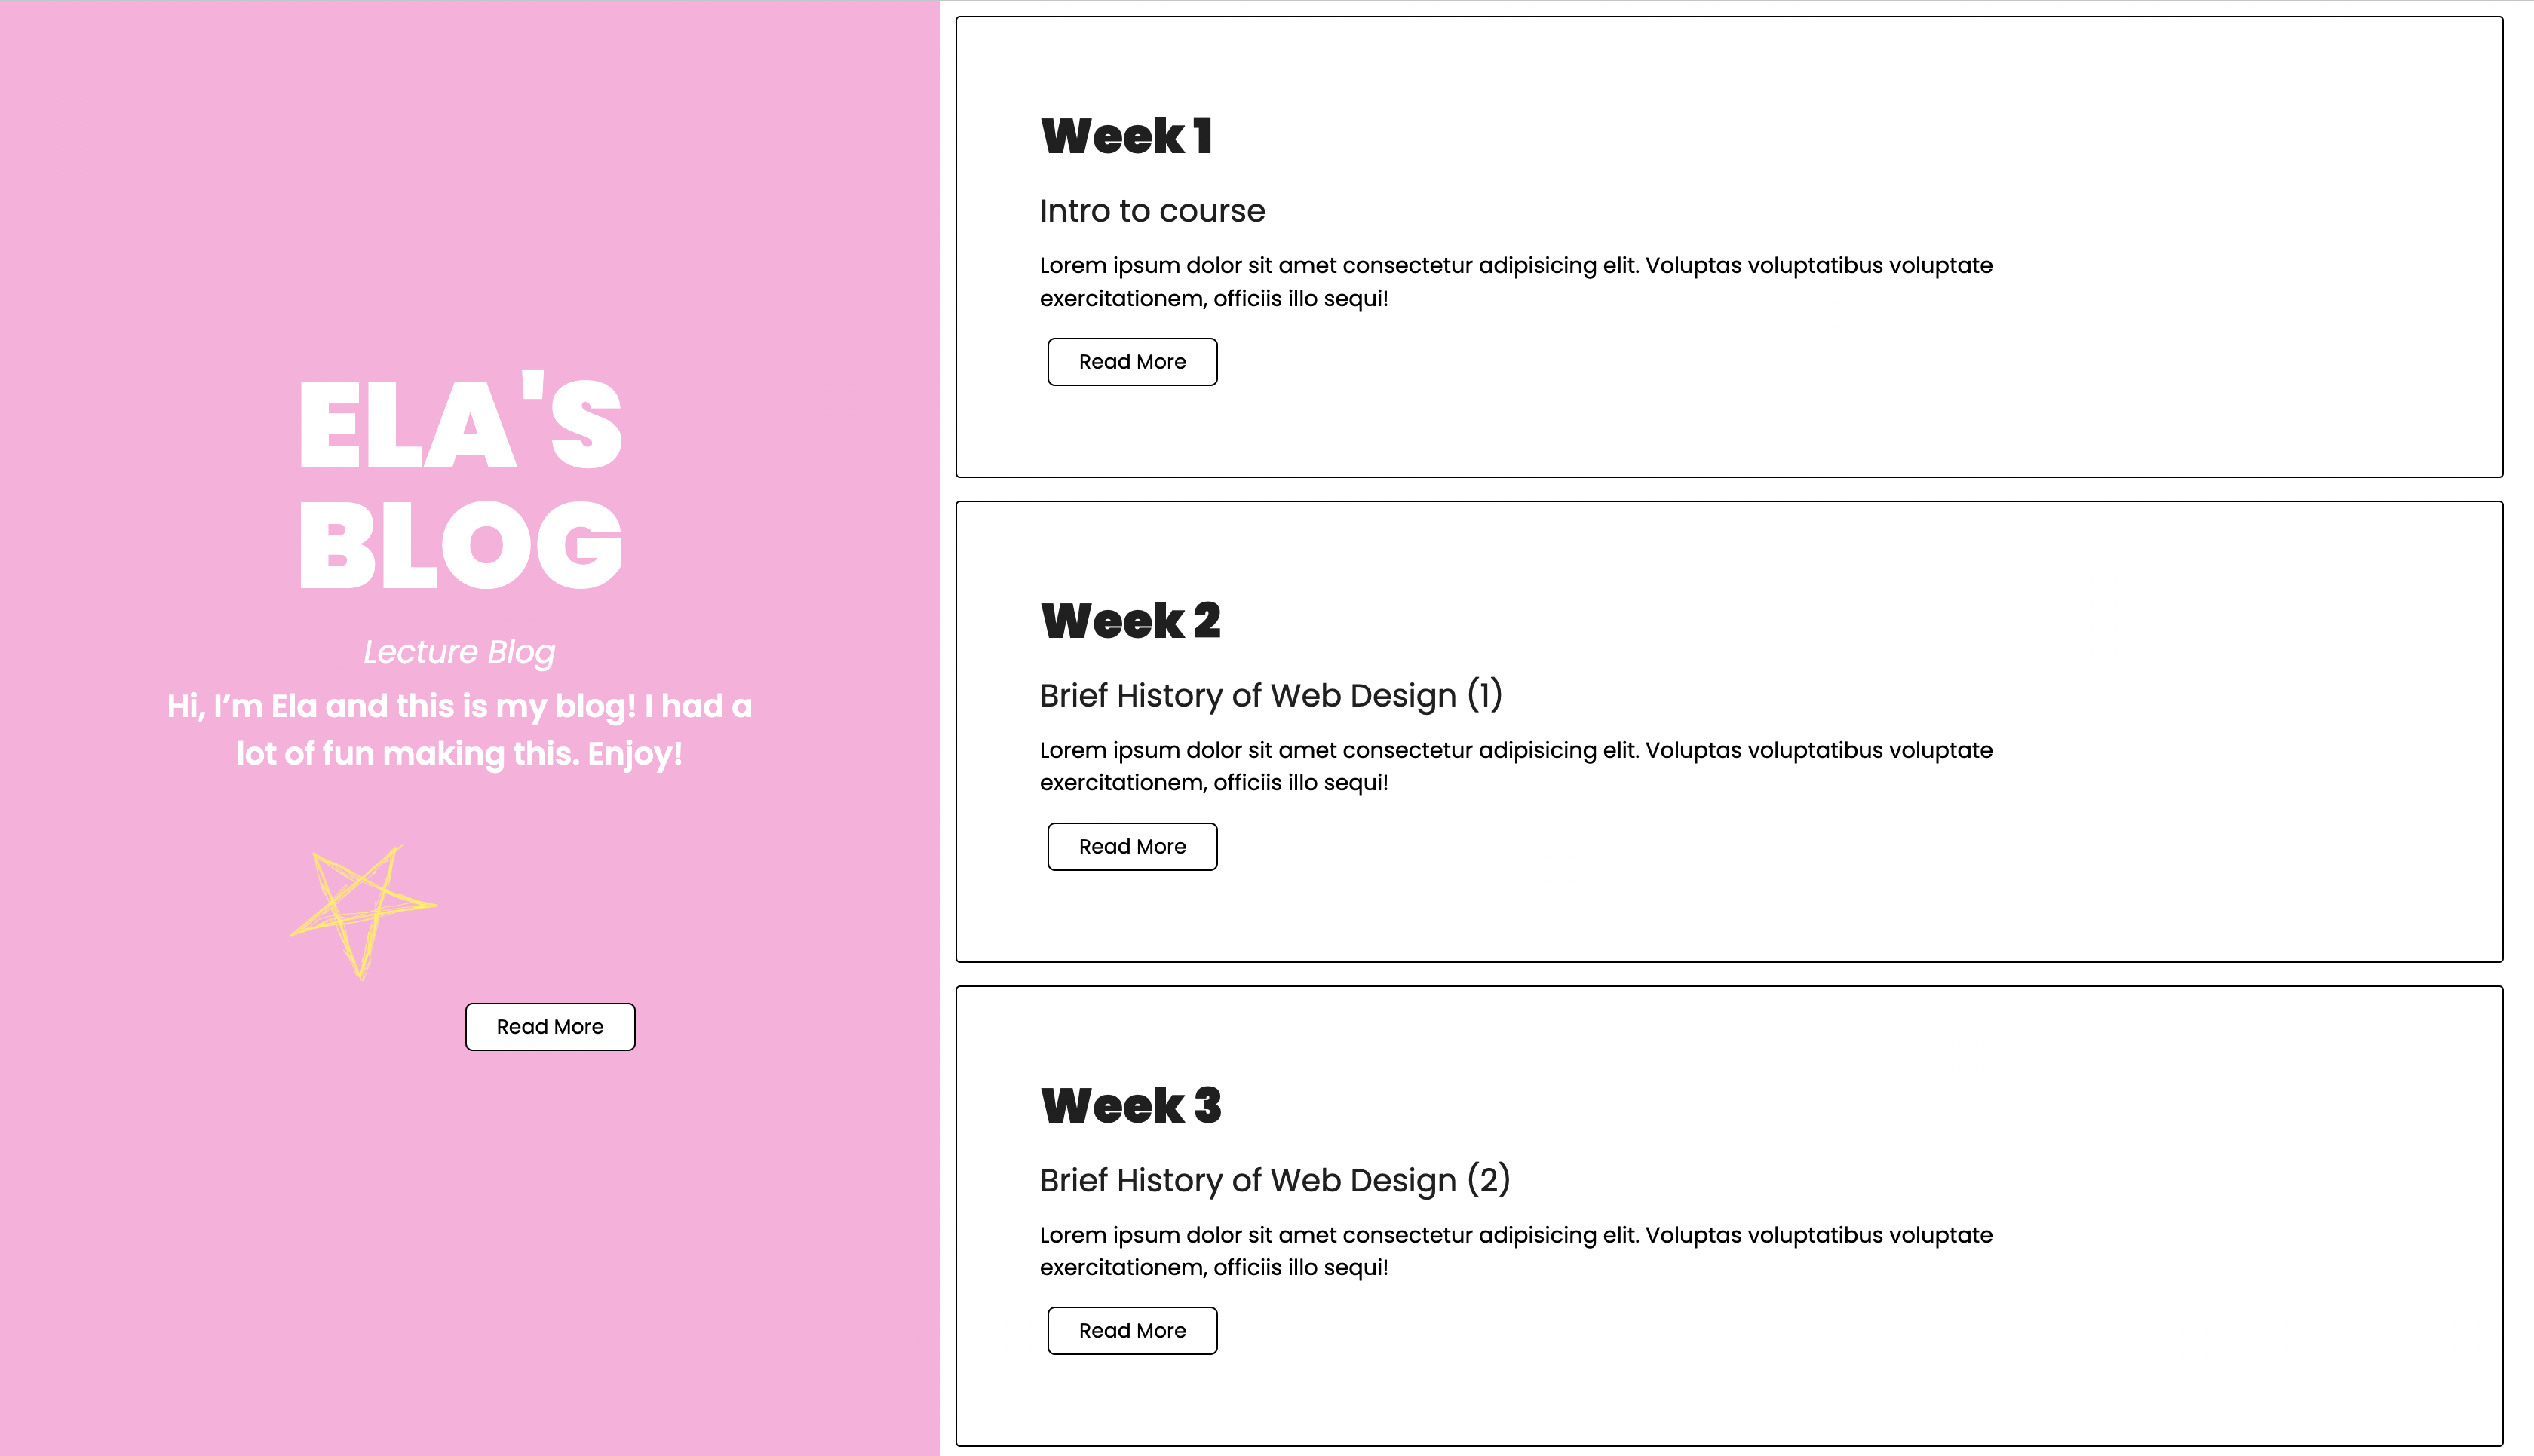 ELA'S
BLOG
Lecture Blog
Hi, I’m Ela and this is my blog! I had a
lot of fun making this. Enjoy!
Read More
Week 1
Intro to course
Lorem ipsum dolor sit amet consectetur adipisicing elit. Voluptas voluptatibus voluptate
exercitationem, officiis illo sequi!
Read More
Week 2
Brief History of Web Design (1)
Lorem ipsum dolor sit amet consectetur adipisicing elit. Voluptas voluptatibus voluptate
exercitationem, officiis illo sequi!
Read More
Week 3
Brief History of Web Design (2)
Lorem ipsum dolor sit amet consectetur adipisicing elit. Voluptas voluptatibus voluptate
exercitationem, officiis illo sequi!
Read More